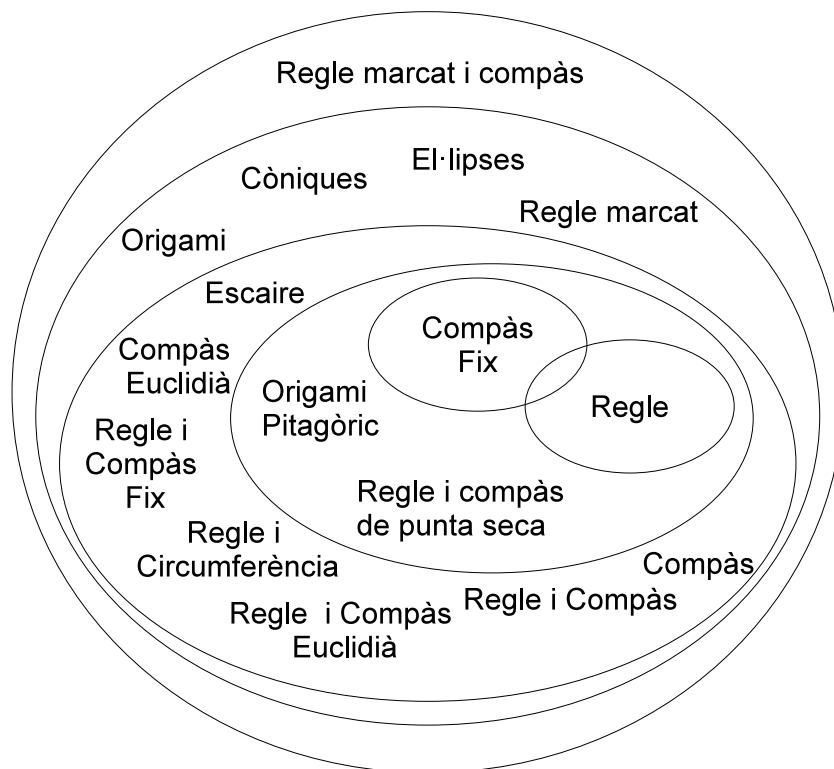 Regle marcat i compàs
El·lipses
Còniques
Regle marcat
Origami
Escaire
Compàs
Fix
Compàs
Euclidià
Origami
Pitagòric
Regle
Regle i
Compàs
Fix
Regle i compàs
de punta seca
Regle i
Circumferència
Compàs
Regle i Compàs
Regle  i Compàs
Euclidià